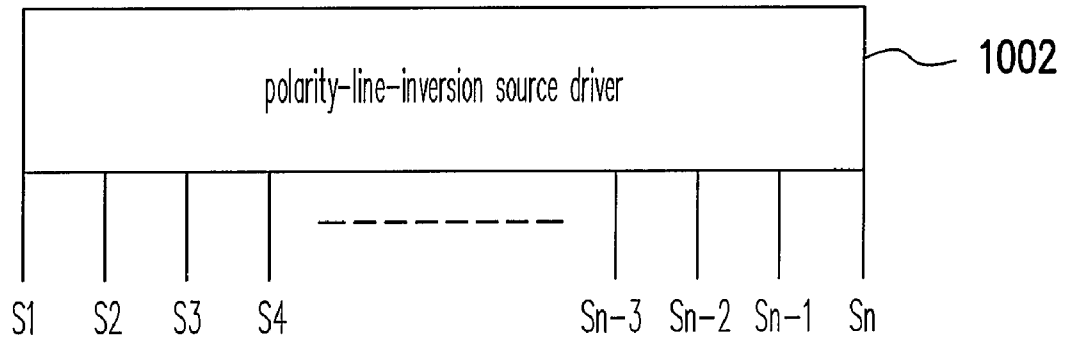 1002
polarity-line-inversion source driver
S1 S2 S3 S4 Sn-3 Sn-2 Sn-1 Sn